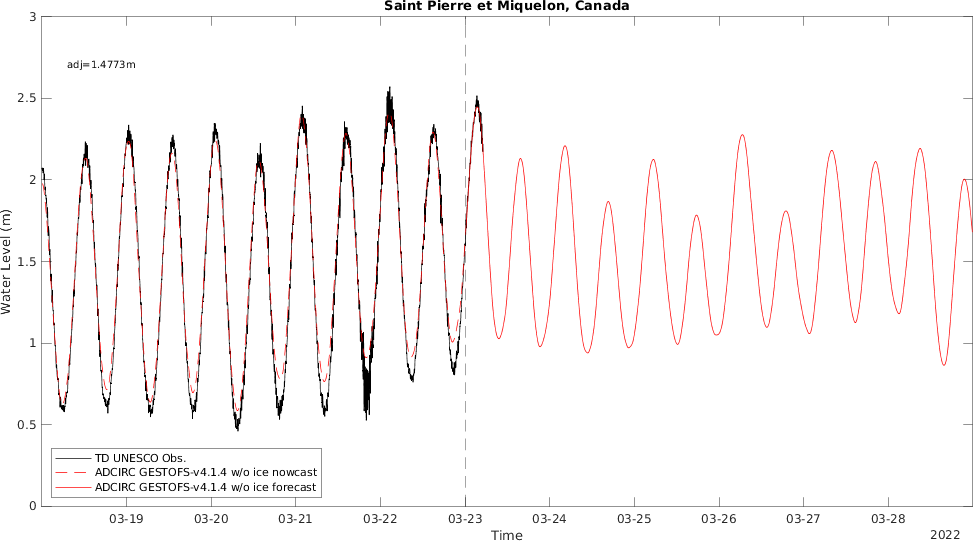 Saint Pierre et Miquelon, Canada
3
adj=1.4773m
2.5
2
1.5
1
0.5
0
Water Level (m)
TD UNESCO Obs.
ADCIRC GESTOFS-v4.1.4 w/o ice nowcast
ADCIRC GESTOFS-v4.1.4 w/o ice forecast
03-19 03-20 03-21 03-22 03-23 03-24 03-25 03-26 03-27 03-28
Time
2022